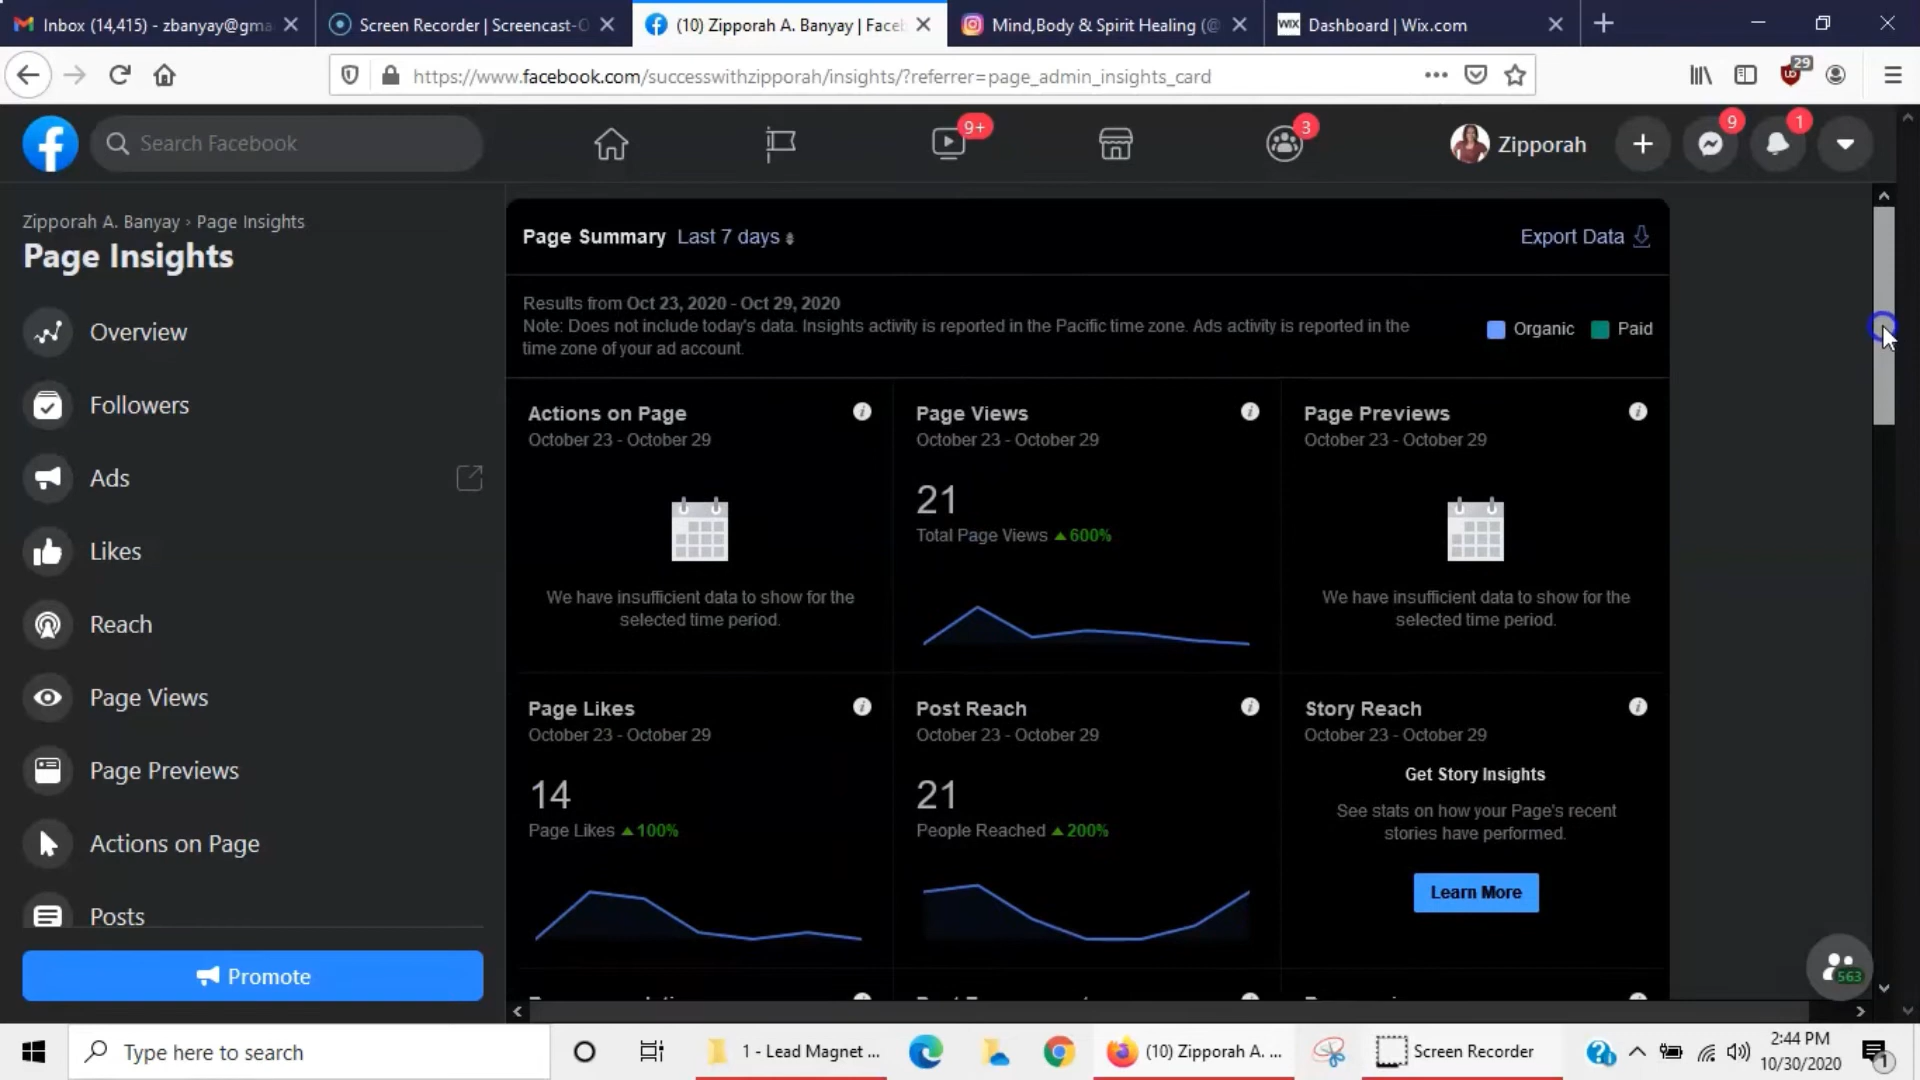 Inbox (14,415) - zbanyay@gma
Screen Recorder | Screencast-O
(10) Zipporah A. Banyay | Faceb
Mind,Body & Spirit Healing (@
WIX Dashboard | Wix.com
https://www.facebook.com/successwithzipporah/insights/?referrer=page_admin_insights_card
29
Search Facebook
9+
3
Zipporah
9
1
Zipporah A. Banyay › Page Insights
Page Insights
Overview
Followers
Ads
Likes
Reach
Page Views
Page Previews
Actions on Page
Posts
Promote
Page Summary Last 7 days
Export Data
Results from Oct 23, 2020 - Oct 29, 2020
Note: Does not include today's data. Insights activity is reported in the Pacific time zone. Ads activity is reported in the
time zone of your ad account.
Organic Paid
Actions on Page
October 23 - October 29
We have insufficient data to show for the
selected time period.
Page Views
October 23 - October 29
21
Total Page Views ▲600%
Page Previews
October 23 - October 29
We have insufficient data to show for the
selected time period.
Page Likes
October 23 - October 29
14
Page Likes ▲100%
Post Reach
October 23 - October 29
21
People Reached ▲200%
Story Reach
October 23 - October 29
Get Story Insights
See stats on how your Page's recent
stories have performed.
Learn More
563
Type here to search
1 - Lead Magnet ...
(10) Zipporah A. ...
Screen Recorder
2:44 PM
10/30/2020
1